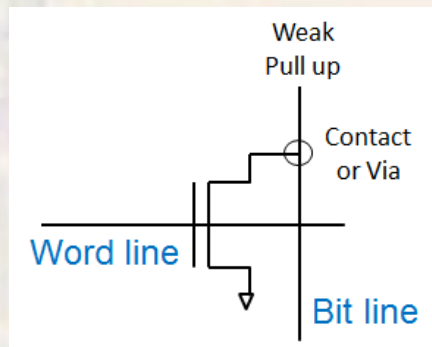 Weak
Pull up
Contact
or Via
Word line
Bit line